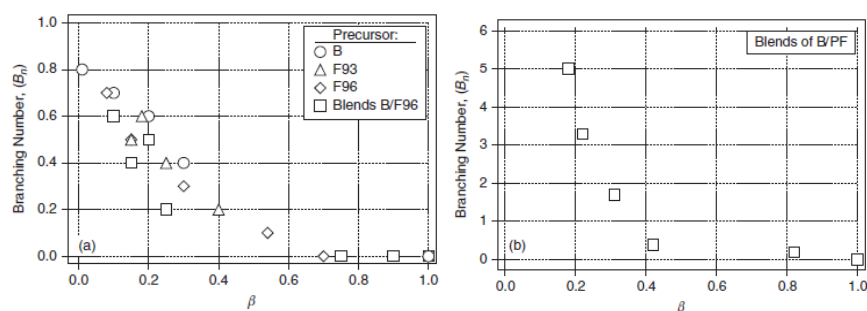 1.0
0.8
0.6
0.4
0.2
0.0
Branching Number, (Bn)
Precursor:
B
F93
F96
Blends B/F96
(a)
0.0 0.2 0.4 0.6 0.8 1.0
β
6
5
4
3
2
1
0
Branching Number, (Bn)
Blends of B/PF
(b)
0.0 0.2 0.4 0.6 0.8 1.0
β